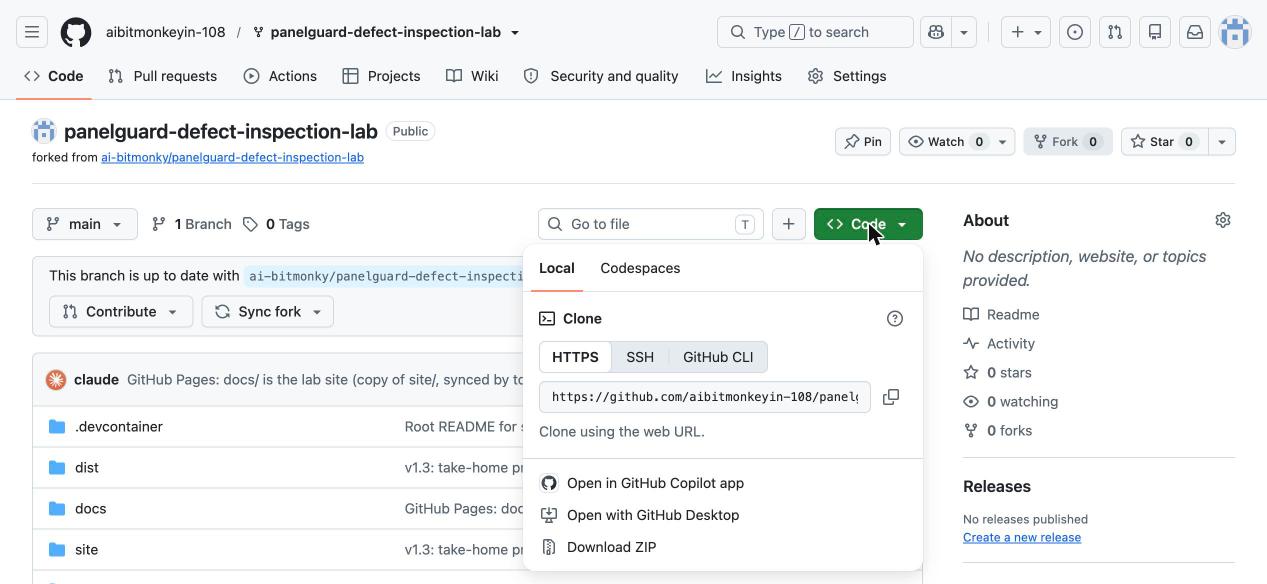 aibitmonkeyin-108 / panelguard-defect-inspection-lab
Type / to search
Code Pull requests Actions Projects Wiki Security and quality Insights Settings
panelguard-defect-inspection-lab Public
forked from ai-bitmonky/panelguard-defect-inspection-lab
Pin Watch 0 Fork 0 Star 0
main 1 Branch 0 Tags Go to file T Code
This branch is up to date with ai-bitmonky/panelguard-defect-inspecti
Contribute Sync fork
claude GitHub Pages: docs/ is the lab site (copy of site/, synced by to
.devcontainer Root README for s
dist v1.3: take-home pr
docs GitHub Pages: doc
site v1.3: take-home pr
Local Codespaces
Clone
HTTPS SSH GitHub CLI
https://github.com/aibitmonkeyin-108/panelg
Clone using the web URL.
Open in GitHub Copilot app
Open with GitHub Desktop
Download ZIP
About
No description, website, or topics
provided.
Readme
Activity
0 stars
0 watching
0 forks
Releases
No releases published
Create a new release